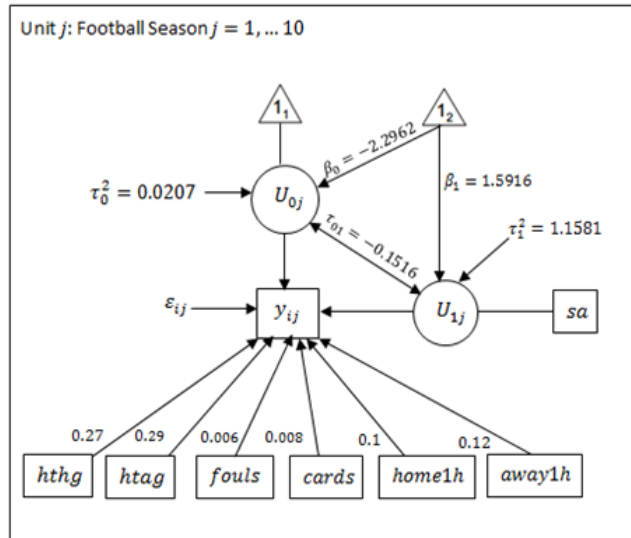 Unit j: Football Season j = 1, … 10
1₁
1₂
β₀ = −2.2962
τ₀² = 0.0207
U₀ⱼ
β₁ = 1.5916
τ₀₁ = −0.1516
τ₁² = 1.1581
εᵢⱼ
yᵢⱼ
U₁ⱼ
sa
0.27
0.29
0.006
0.008
0.1
0.12
hthg
htag
fouls
cards
home1h
away1h